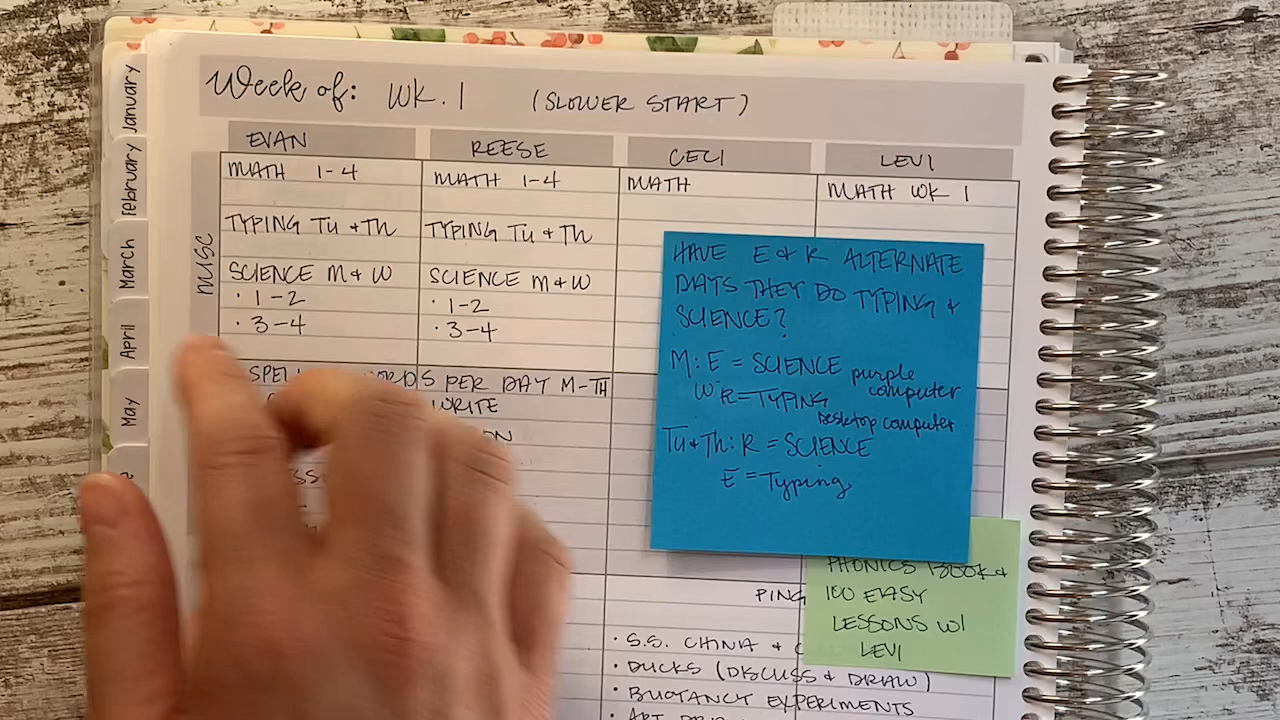 January
February
March
April
May
Week of: WK. 1 (SLOWER START)
EVAN REESE CECI LEVI
MISC
MATH 1-4
TYPING TU + TH
SCIENCE M + W
• 1-2
• 3-4
MATH 1-4
TYPING TU + TH
SCIENCE M + W
• 1-2
• 3-4
MATH
MATH WK 1
PER DAY M-TH
WRITE
HAVE E & R ALTERNATE
DAYS THEY DO TYPING &
SCIENCE?
M: E = SCIENCE purple computer
W R = TYPING Desktop computer
Tu+Th: R = SCIENCE
E = Typing
PHONICS BOOK +
100 EASY
LESSONS W/
LEVI
PING
• S.S. CHINA +
• DUCKS (DISCUSS + DRAW)
• BUOYANCY EXPERIMENTS